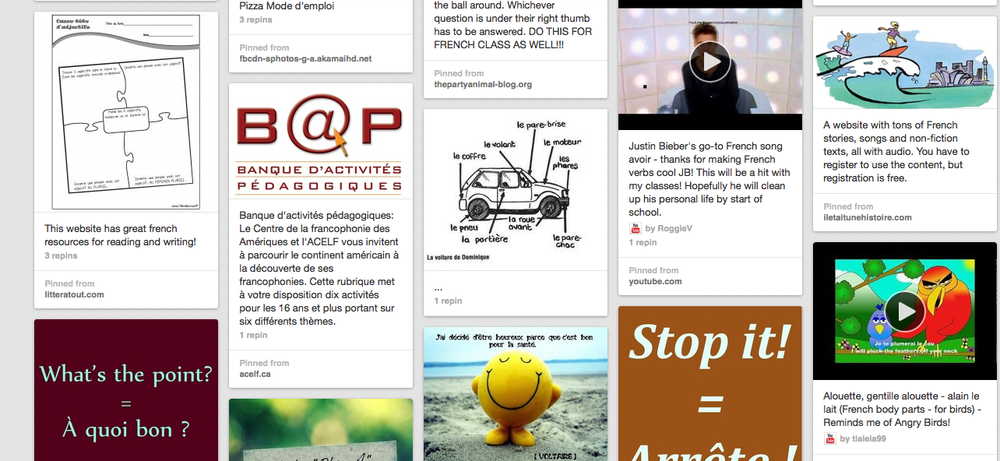 Casse-tête
d'adjectifs
This website has great french
resources for reading and writing!
3 repins
Pinned from
litteratout.com
What's the point?
=
À quoi bon ?
Pizza Mode d'emploi
3 repins
Pinned from
fbcdn-sphotos-g-a.akamaihd.net
B@P
BANQUE D'ACTIVITÉS
PÉDAGOGIQUES
Banque d'activités pédagogiques:
Le Centre de la francophonie des
Amériques et l'ACELF vous invitent
à parcourir le continent américain à
la découverte de ses
francophonies. Cette rubrique met
à votre disposition dix activités
pour les 16 ans et plus portant sur
six différents thèmes.
1 repin
Pinned from
acelf.ca
the ball around. Whichever
question is under their right thumb
has to be answered. DO THIS FOR
FRENCH CLASS AS WELL!!!
Pinned from
thepartyanimal-blog.org
le pare-brise
le volant
le moteur
le coffre
les
phares
le pneu
la roue
avant
la portière
le pare-
choc
La voiture de Dominique
...
1 repin
J'ai décidé d'être heureux parce que c'est bon
pour la santé.
(VOLTAIRE)
Justin Bieber's go-to French song
avoir - thanks for making French
verbs cool JB! This will be a hit with
my classes! Hopefully he will clean
up his personal life by start of
school.
by RoggieV
1 repin
Pinned from
youtube.com
Stop it!
=
Arrête !
A website with tons of French
stories, songs and non-fiction
texts, all with audio. You have to
register to use the content, but
registration is free.
Pinned from
iletaitunehistoire.com
Je te plumerai le cou
I will pluck the feathers off your neck
Alouette, gentille alouette - alain le
lait (French body parts - for birds) -
Reminds me of Angry Birds!
by tialela99